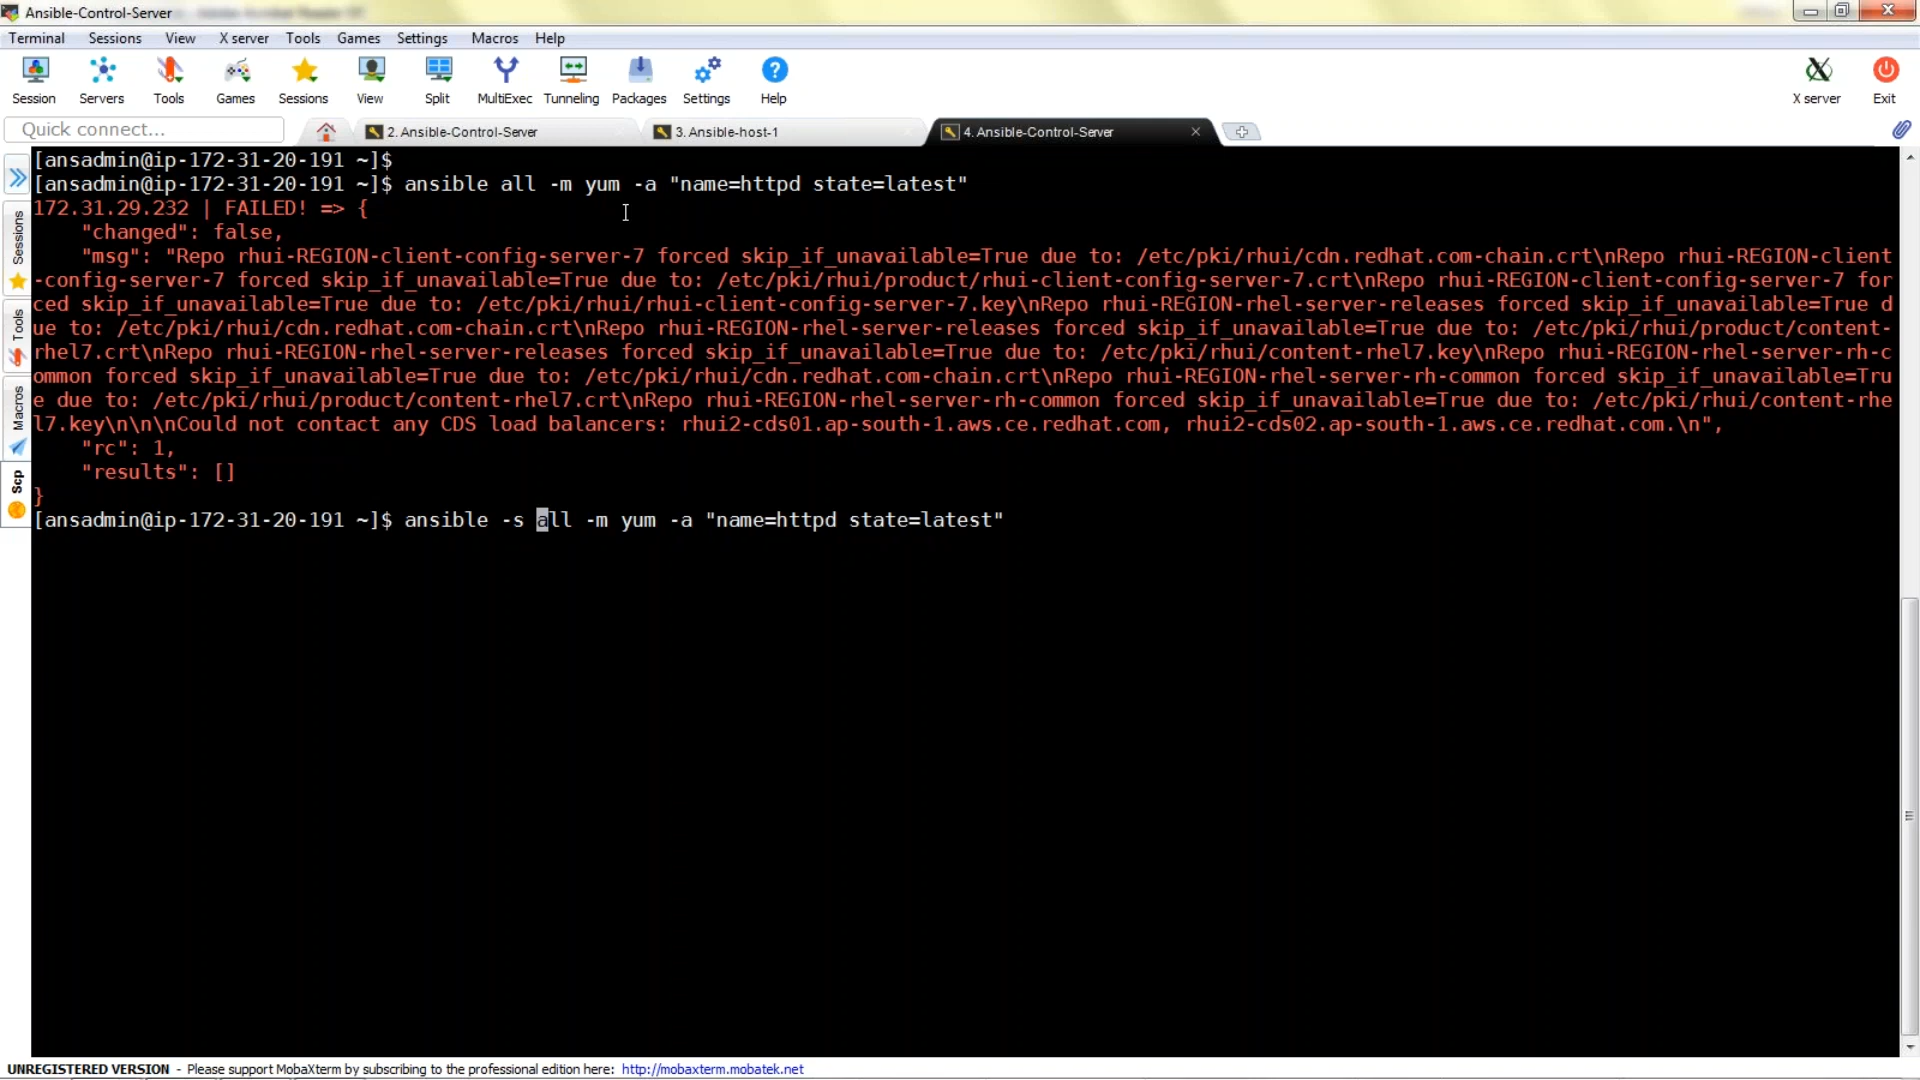 Ansible-Control-Server
Terminal Sessions View X server Tools Games Settings Macros Help
Session Servers Tools Games Sessions View Split MultiExec Tunneling Packages Settings Help X server Exit
Quick connect... 2. Ansible-Control-Server 3. Ansible-host-1 4. Ansible-Control-Server
[ansadmin@ip-172-31-20-191 ~]$
[ansadmin@ip-172-31-20-191 ~]$ ansible all -m yum -a "name=httpd state=latest"
172.31.29.232 | FAILED! => {
"changed": false,
"msg": "Repo rhui-REGION-client-config-server-7 forced skip_if_unavailable=True due to: /etc/pki/rhui/cdn.redhat.com-chain.crt\nRepo rhui-REGION-client
-config-server-7 forced skip_if_unavailable=True due to: /etc/pki/rhui/product/rhui-client-config-server-7.crt\nRepo rhui-REGION-client-config-server-7 for
ced skip_if_unavailable=True due to: /etc/pki/rhui/rhui-client-config-server-7.key\nRepo rhui-REGION-rhel-server-releases forced skip_if_unavailable=True d
ue to: /etc/pki/rhui/cdn.redhat.com-chain.crt\nRepo rhui-REGION-rhel-server-releases forced skip_if_unavailable=True due to: /etc/pki/rhui/product/content-
rhel7.crt\nRepo rhui-REGION-rhel-server-releases forced skip_if_unavailable=True due to: /etc/pki/rhui/content-rhel7.key\nRepo rhui-REGION-rhel-server-rh-c
ommon forced skip_if_unavailable=True due to: /etc/pki/rhui/cdn.redhat.com-chain.crt\nRepo rhui-REGION-rhel-server-rh-common forced skip_if_unavailable=Tru
e due to: /etc/pki/rhui/product/content-rhel7.crt\nRepo rhui-REGION-rhel-server-rh-common forced skip_if_unavailable=True due to: /etc/pki/rhui/content-rhe
l7.key\n\n\nCould not contact any CDS load balancers: rhui2-cds01.ap-south-1.aws.ce.redhat.com, rhui2-cds02.ap-south-1.aws.ce.redhat.com.\n",
"rc": 1,
"results": []
}
[ansadmin@ip-172-31-20-191 ~]$ ansible -s all -m yum -a "name=httpd state=latest"
Sessions
Tools
Macros
Scp
UNREGISTERED VERSION - Please support MobaXterm by subscribing to the professional edition here: http://mobaxterm.mobatek.net